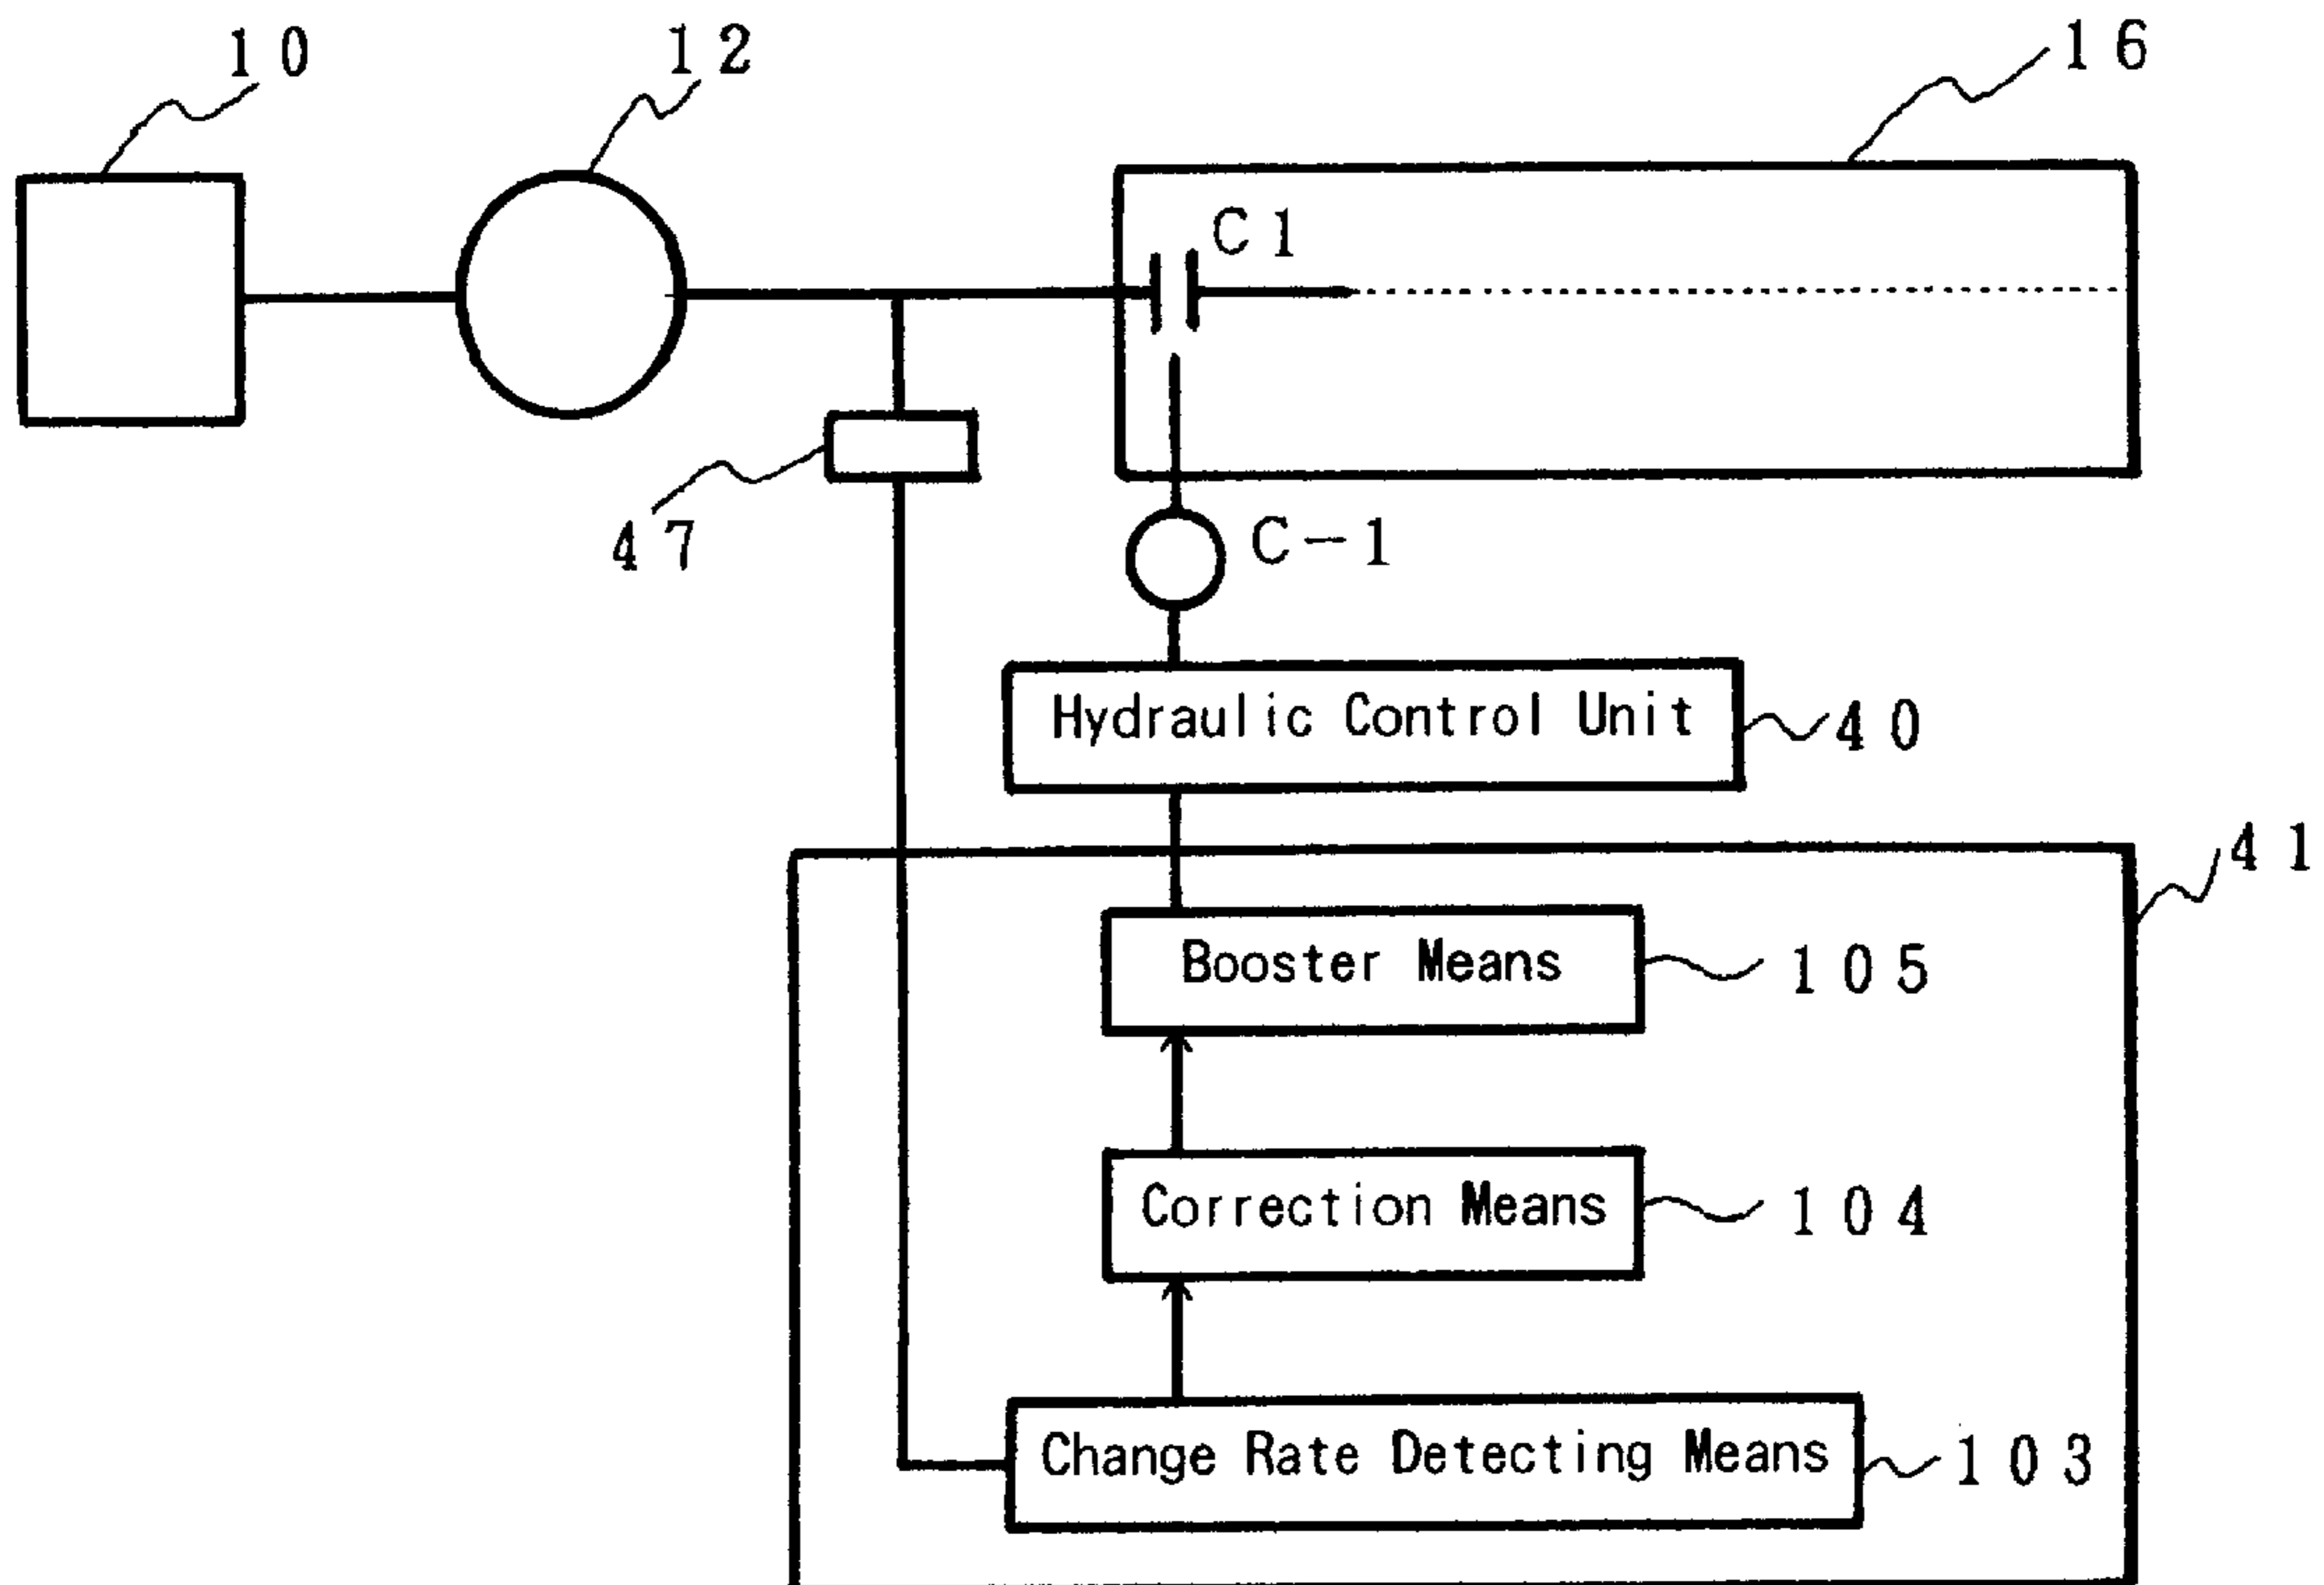 10
12
16
C1
47
C-1
Hydraulic Control Unit
40
41
Booster Means
105
Correction Means
104
Change Rate Detecting Means
103